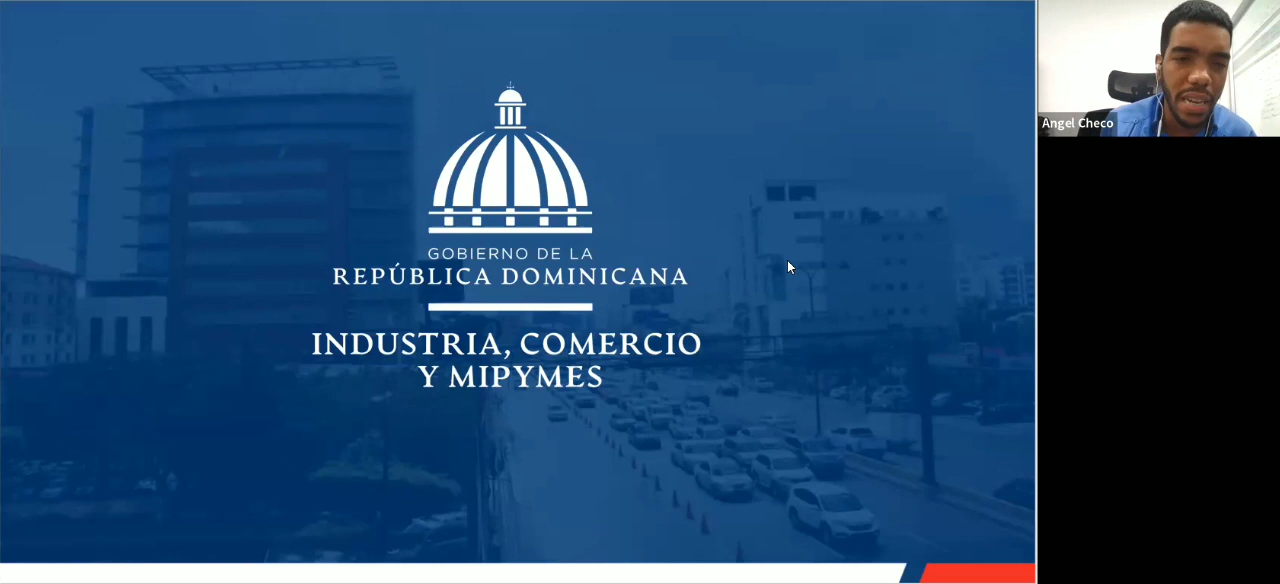 GOBIERNO DE LA
REPÚBLICA DOMINICANA
INDUSTRIA, COMERCIO
Y MIPYMES
Angel Checo